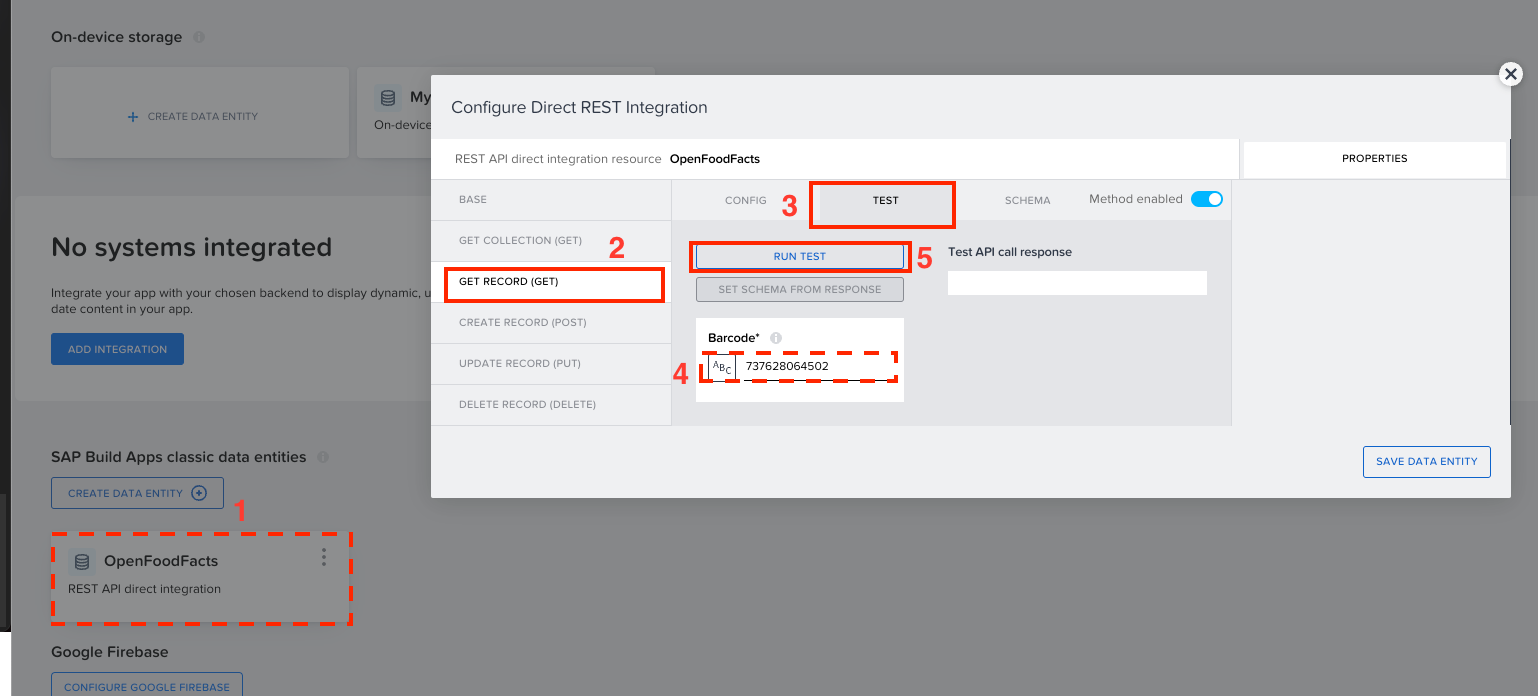 On-device storage
CREATE DATA ENTITY
My
On-device
No systems integrated
Integrate your app with your chosen backend to display dynamic, u
date content in your app.
ADD INTEGRATION
SAP Build Apps classic data entities
CREATE DATA ENTITY
1
OpenFoodFacts
REST API direct integration
Google Firebase
CONFIGURE GOOGLE FIREBASE
Configure Direct REST Integration
REST API direct integration resource OpenFoodFacts
PROPERTIES
BASE
GET COLLECTION (GET)
2
GET RECORD (GET)
CREATE RECORD (POST)
UPDATE RECORD (PUT)
DELETE RECORD (DELETE)
CONFIG
3
TEST
SCHEMA
Method enabled
RUN TEST
5
SET SCHEMA FROM RESPONSE
Barcode*
4
ABC
737628064502
Test API call response
SAVE DATA ENTITY